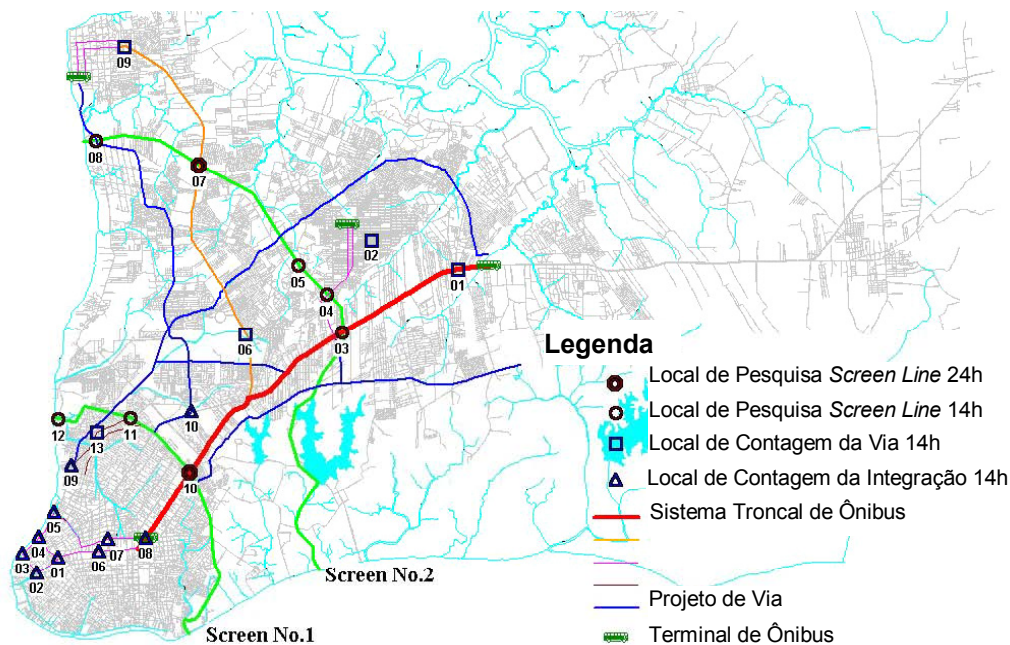 09
08
07
02
05
01
04
03
06
Legenda
Local de Pesquisa Screen Line 24h
Local de Pesquisa Screen Line 14h
Local de Contagem da Via 14h
Local de Contagem da Integração 14h
Sistema Troncal de Ônibus
Projeto de Via
Terminal de Ônibus
10
12
13
11
09
10
05
04
03
02
01
06
07
08
Screen No.2
Screen No.1